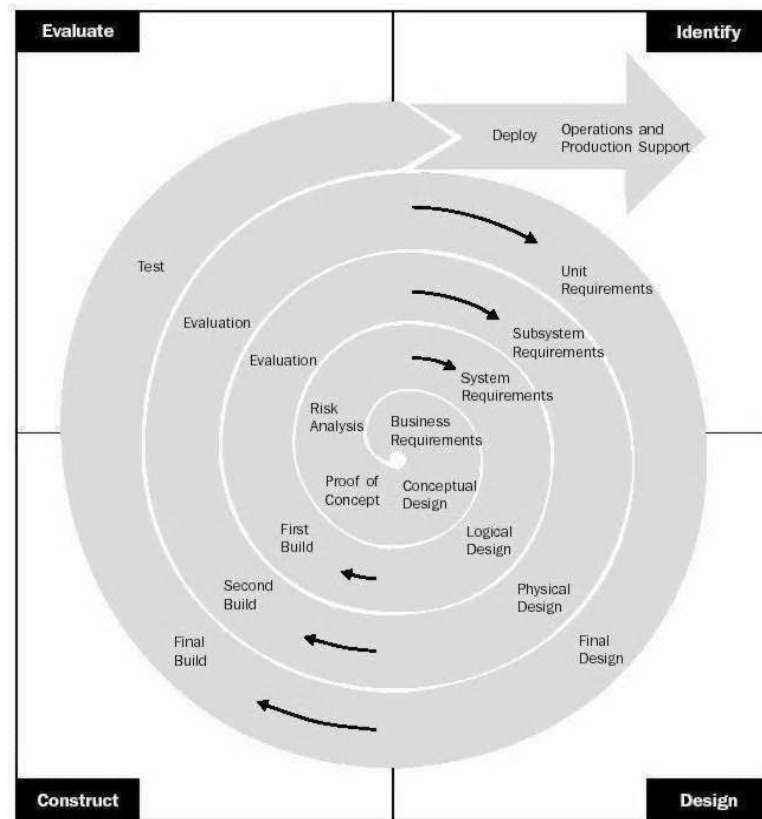 Evaluate
Identify
Deploy
Operations and
Production Support
Test
Unit
Requirements
Evaluation
Subsystem
Requirements
Evaluation
System
Requirements
Risk
Analysis
Business
Requirements
Proof of
Concept
Conceptual
Design
First
Build
Logical
Design
Second
Build
Physical
Design
Final
Build
Final
Design
Construct
Design